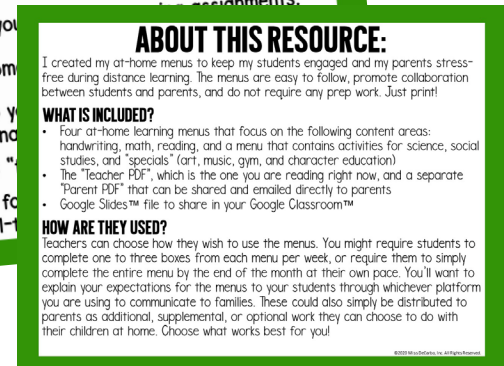 assignments.
ABOUT THIS RESOURCE:
I created my at-home menus to keep my students engaged and my parents stress-
free during distance learning. The menus are easy to follow, promote collaboration
between students and parents, and do not require any prep work. Just print!
WHAT IS INCLUDED?
• Four at-home learning menus that focus on the following content areas:
handwriting, math, reading, and a menu that contains activities for science, social
studies, and "specials" (art, music, gym, and character education)
• The "Teacher PDF", which is the one you are reading right now, and a separate
"Parent PDF" that can be shared and emailed directly to parents
• Google Slides™ file to share in your Google Classroom™
HOW ARE THEY USED?
Teachers can choose how they wish to use the menus. You might require students to
complete one to three boxes from each menu per week, or require them to simply
complete the entire menu by the end of the month at their own pace. You'll want to
explain your expectations for the menus to your students through whichever platform
you are using to communicate to families. These could also simply be distributed to
parents as additional, supplemental, or optional work they can choose to do with
their children at home. Choose what works best for you!
©2020 Miss DeCarbo, Inc. All Rights Reserved.